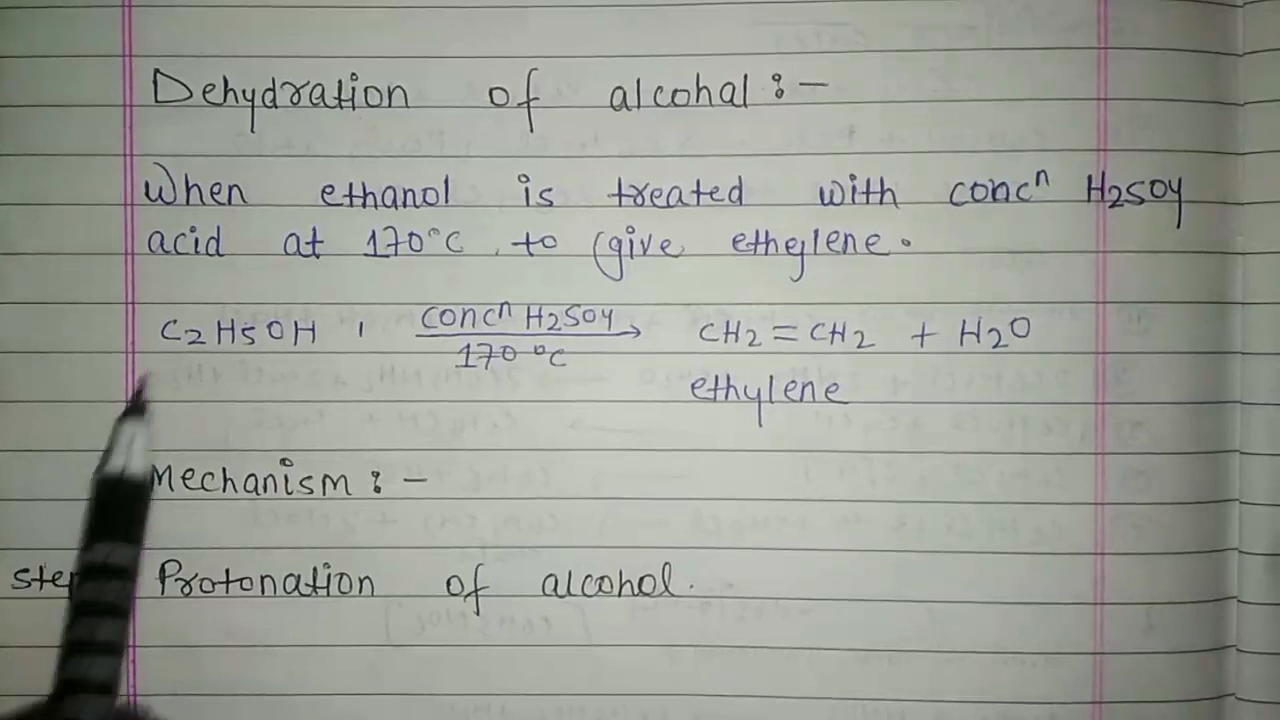 Dehydration of alcohal :-
When ethanol is treated with concⁿ H2SO4
acid at 170°C to give ethylene.
C2H5OH concⁿ H2SO4 → CH2=CH2 + H2O
170 °C
ethylene
Mechanism :-
Protonation of alcohol.